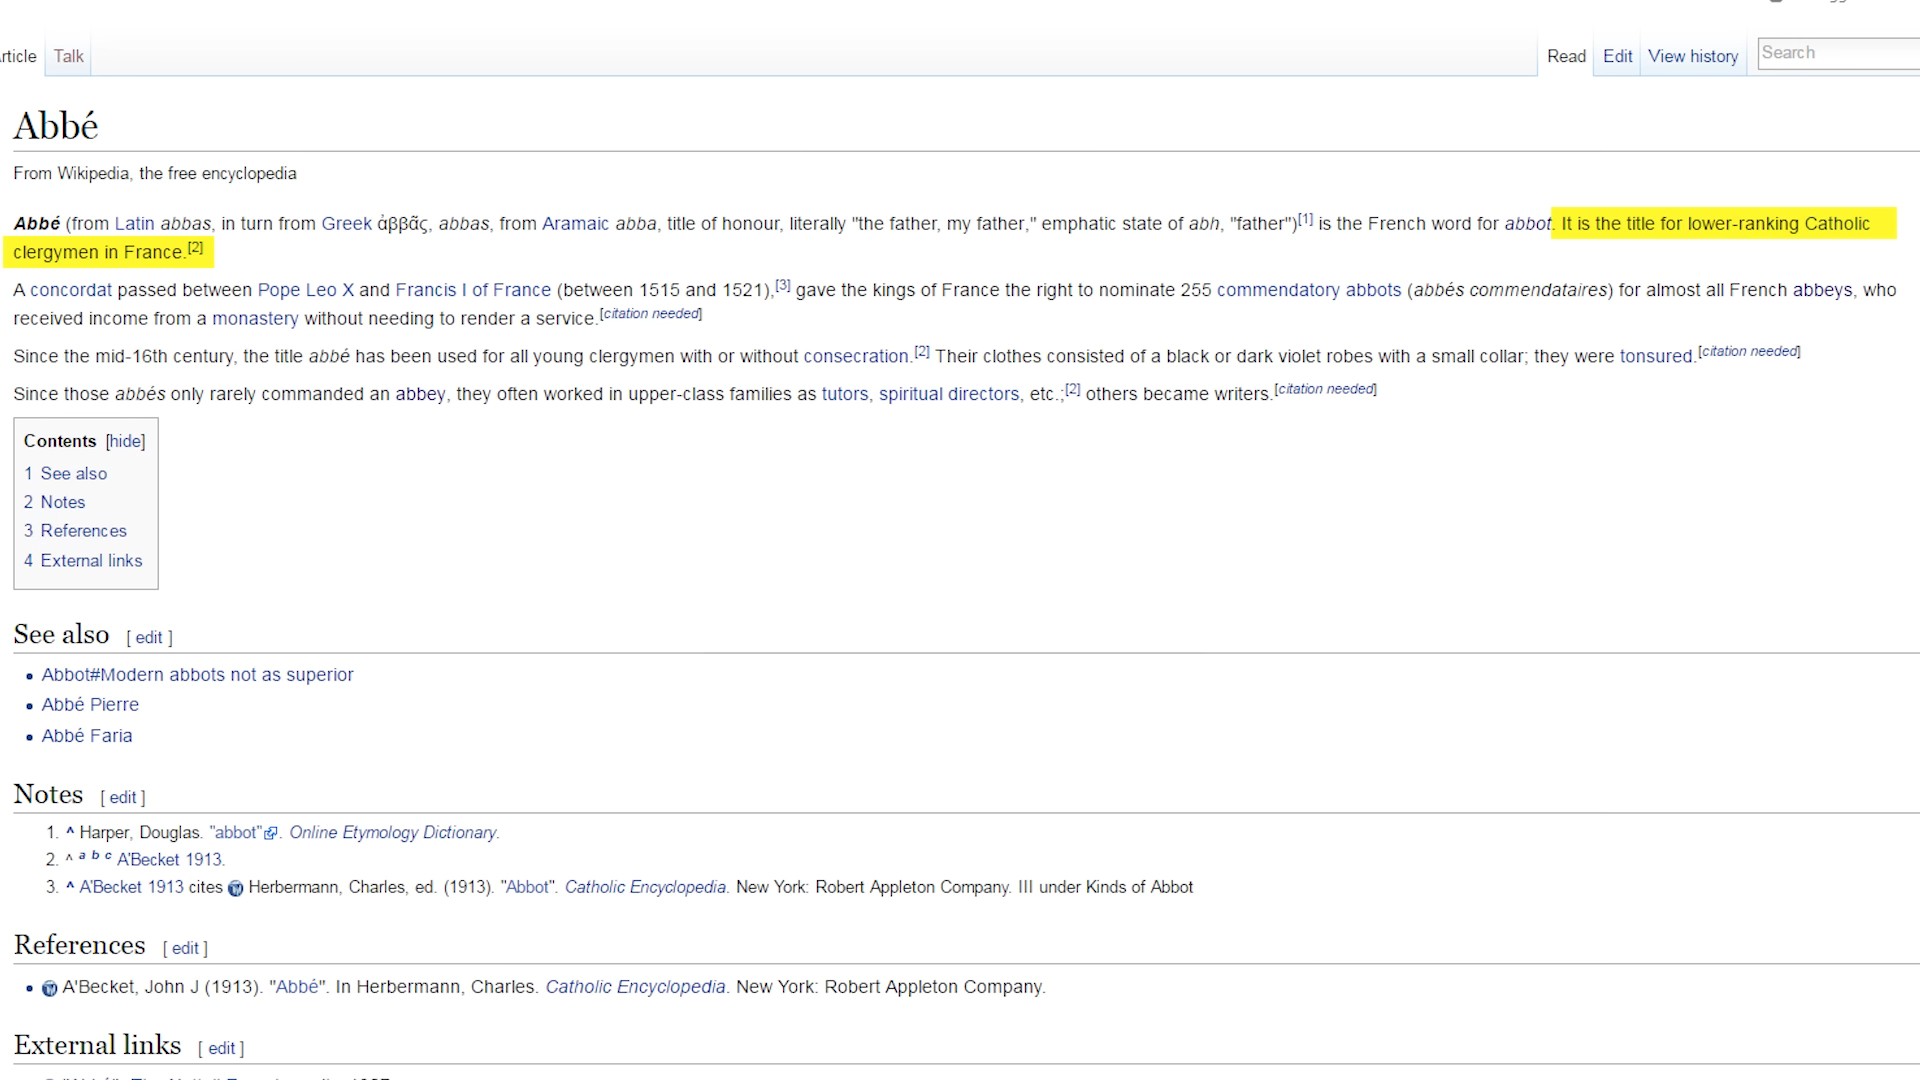 rticle Talk Read Edit View history Search
Abbé
From Wikipedia, the free encyclopedia
Abbé (from Latin abbas, in turn from Greek ἀββᾶς, abbas, from Aramaic abba, title of honour, literally "the father, my father," emphatic state of abh, "father")[1] is the French word for abbot. It is the title for lower-ranking Catholic
clergymen in France.[2]
A concordat passed between Pope Leo X and Francis I of France (between 1515 and 1521),[3] gave the kings of France the right to nominate 255 commendatory abbots (abbés commendataires) for almost all French abbeys, who
received income from a monastery without needing to render a service.[citation needed]
Since the mid-16th century, the title abbé has been used for all young clergymen with or without consecration.[2] Their clothes consisted of a black or dark violet robes with a small collar; they were tonsured.[citation needed]
Since those abbés only rarely commanded an abbey, they often worked in upper-class families as tutors, spiritual directors, etc.;[2] others became writers.[citation needed]
Contents [hide]
1 See also
2 Notes
3 References
4 External links
See also [ edit ]
• Abbot#Modern abbots not as superior
• Abbé Pierre
• Abbé Faria
Notes [ edit ]
1. ^ Harper, Douglas. "abbot". Online Etymology Dictionary.
2. ^ a b c A'Becket 1913.
3. ^ A'Becket 1913 cites Herbermann, Charles, ed. (1913). "Abbot". Catholic Encyclopedia. New York: Robert Appleton Company. III under Kinds of Abbot
References [ edit ]
• A'Becket, John J (1913). "Abbé". In Herbermann, Charles. Catholic Encyclopedia. New York: Robert Appleton Company.
External links [ edit ]